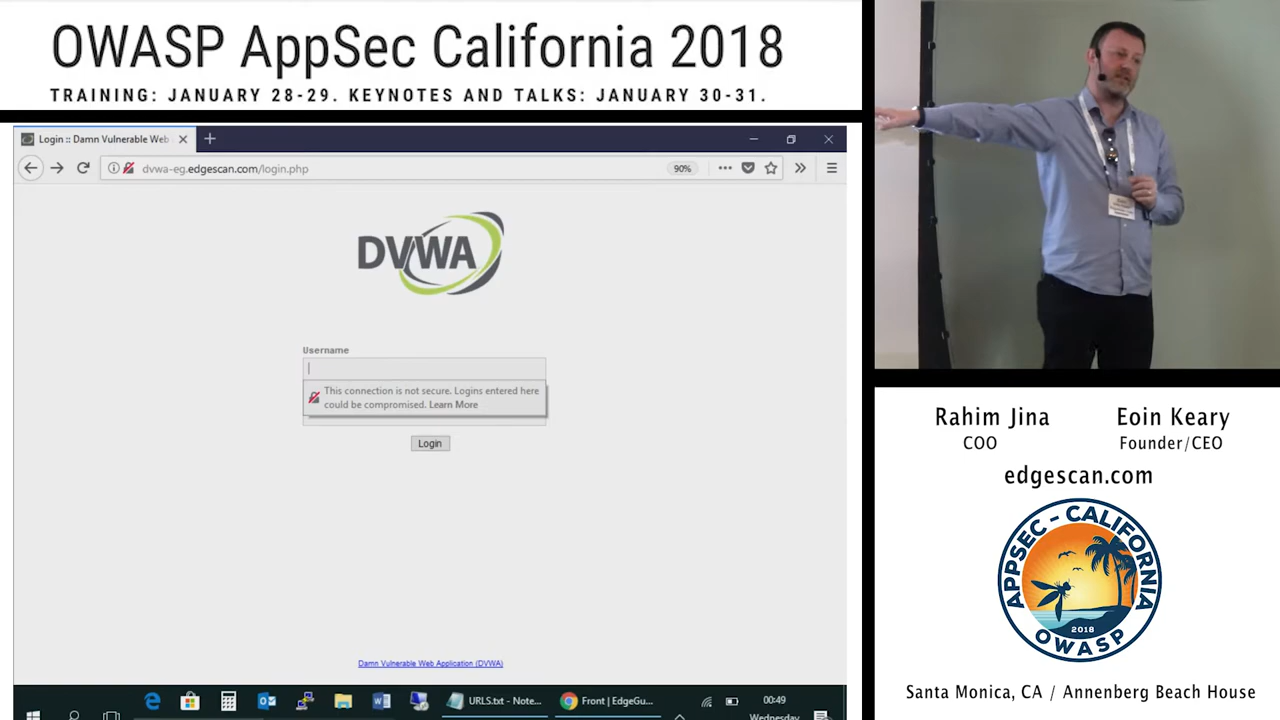 OWASP AppSec California 2018
TRAINING: JANUARY 28-29. KEYNOTES AND TALKS: JANUARY 30-31.
Login :: Damn Vulnerable Web
dvwa-eg.edgescan.com/login.php
90%
DVWA
Username
This connection is not secure. Logins entered here
could be compromised. Learn More
Login
Damn Vulnerable Web Application (DVWA)
URLS.txt - Note...
Front | EdgeGu...
00:49
Wednesday
Rahim Jina
COO
Eoin Keary
Founder/CEO
edgescan.com
APPSEC - CALIFORNIA
2018
OWASP
Santa Monica, CA / Annenberg Beach House